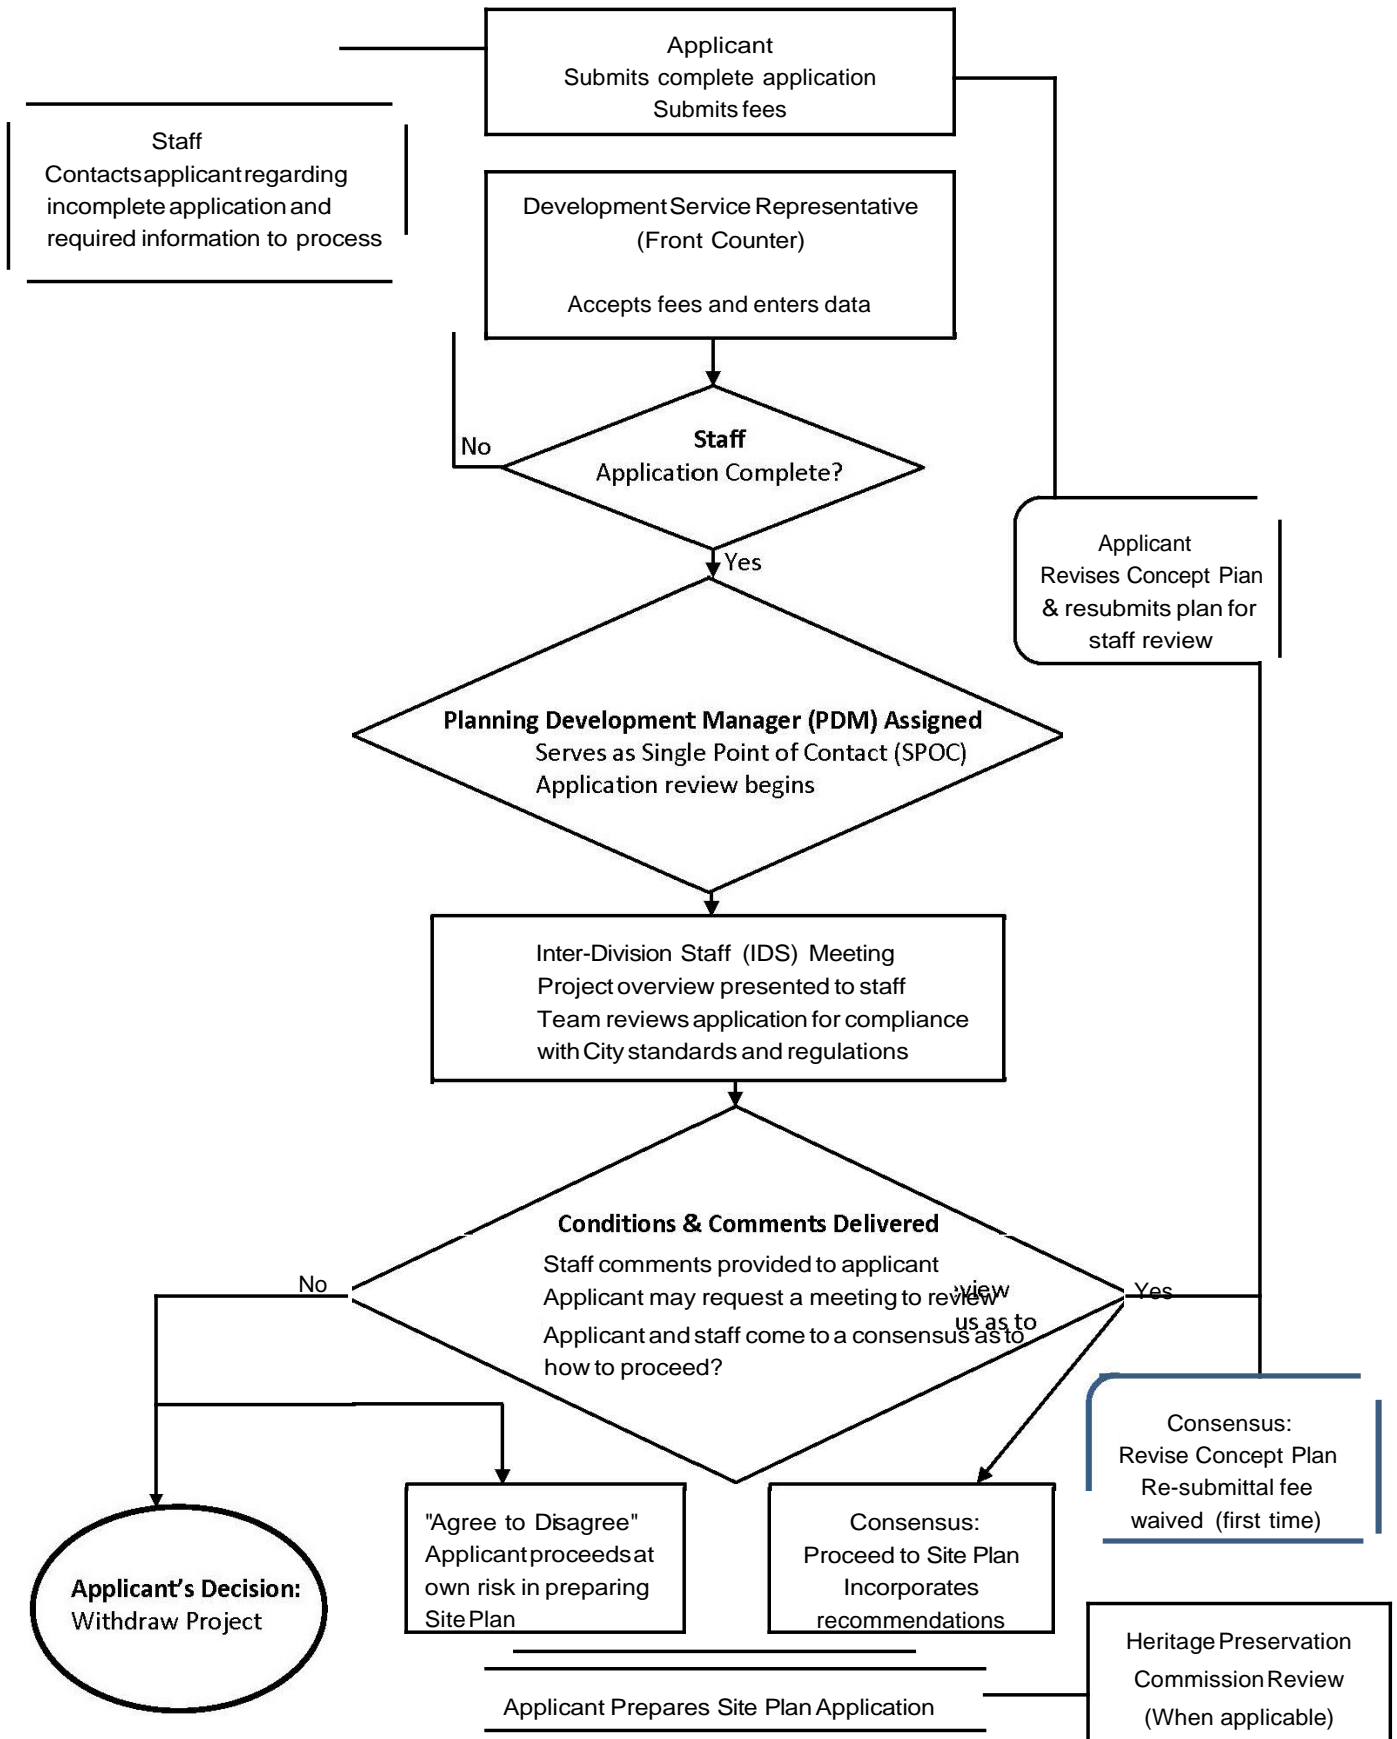 Applicant
Submits complete application
Submits fees
Staff
Contacts applicant regarding
incomplete application and
required information to process
Development Service Representative
(Front Counter)
Accepts fees and enters data
No
Staff
Application Complete?
Yes
Applicant
Revises Concept Plan
& resubmits plan for
staff review
Planning Development Manager (PDM) Assigned
Serves as Single Point of Contact (SPOC)
Application review begins
Inter-Division Staff (IDS) Meeting
Project overview presented to staff
Team reviews application for compliance
with City standards and regulations
Conditions & Comments Delivered
Staff comments provided to applicant
Applicant may request a meeting to review
Applicant and staff come to a consensus as to
how to proceed?
us as to
No
Yes
Consensus:
Revise Concept Plan
Re-submittal fee
waived (first time)
"Agree to Disagree"
Applicant proceeds at
own risk in preparing
Site Plan
Consensus:
Proceed to Site Plan
Incorporates
recommendations
Applicant's Decision:
Withdraw Project
Heritage Preservation
Commission Review
(When applicable)
Applicant Prepares Site Plan Application